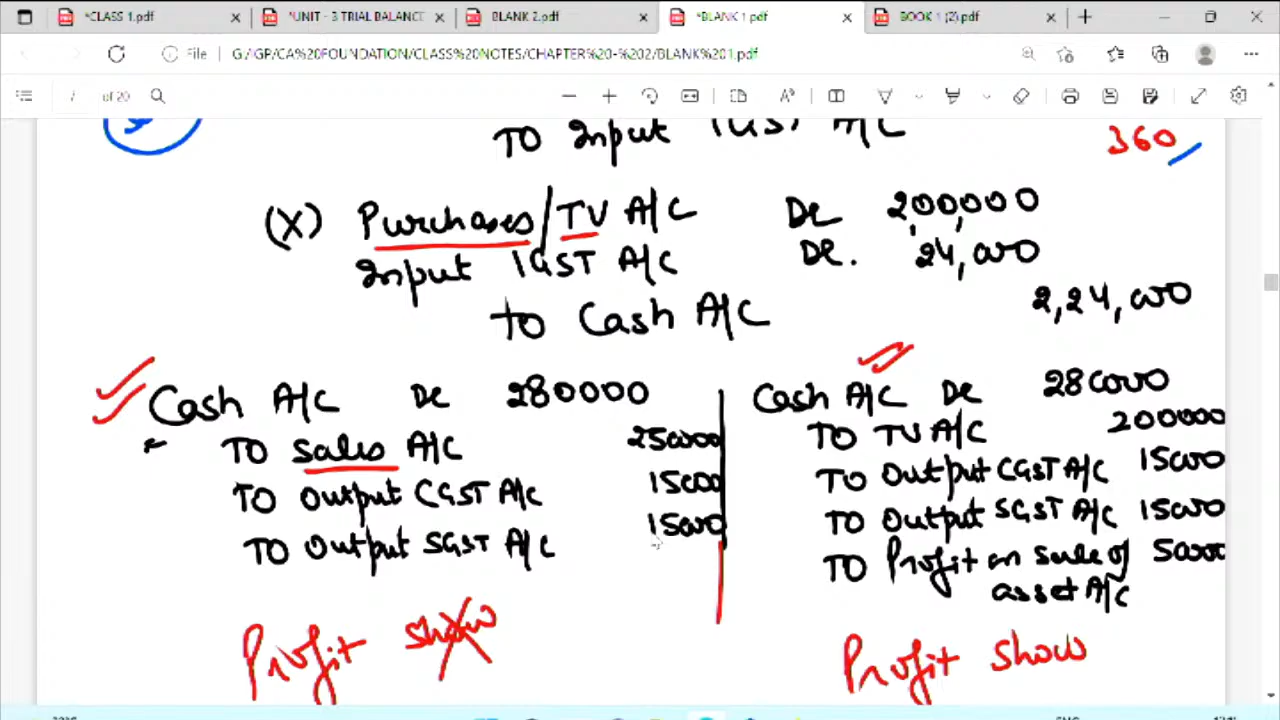 *CLASS 1.pdf
*UNIT - 3 TRIAL BALANCE
BLANK 2.pdf
*BLANK 1.pdf
BOOK 1 (2).pdf
File
G:/IGP/CA%20FOUNDATION/CLASS%20NOTES/CHAPTER%20-%202/BLANK%201.pdf
7 of 20
To Input IGST A/C
360
(X) Purchases/TV A/C Dr 200,000
Input IGST A/C Dr. 24,000
to Cash A/C 2,24,000
Cash A/C Dr 280000
To Sales A/C 250000
To Output CGST A/C 15000
To Output SGST A/C 15000
Profit show
Cash A/C Dr 280000
To TV A/C 200000
To Output CGST A/C 15000
To Output SGST A/C 15000
To Profit on sale of 50000
asset A/C
Profit show